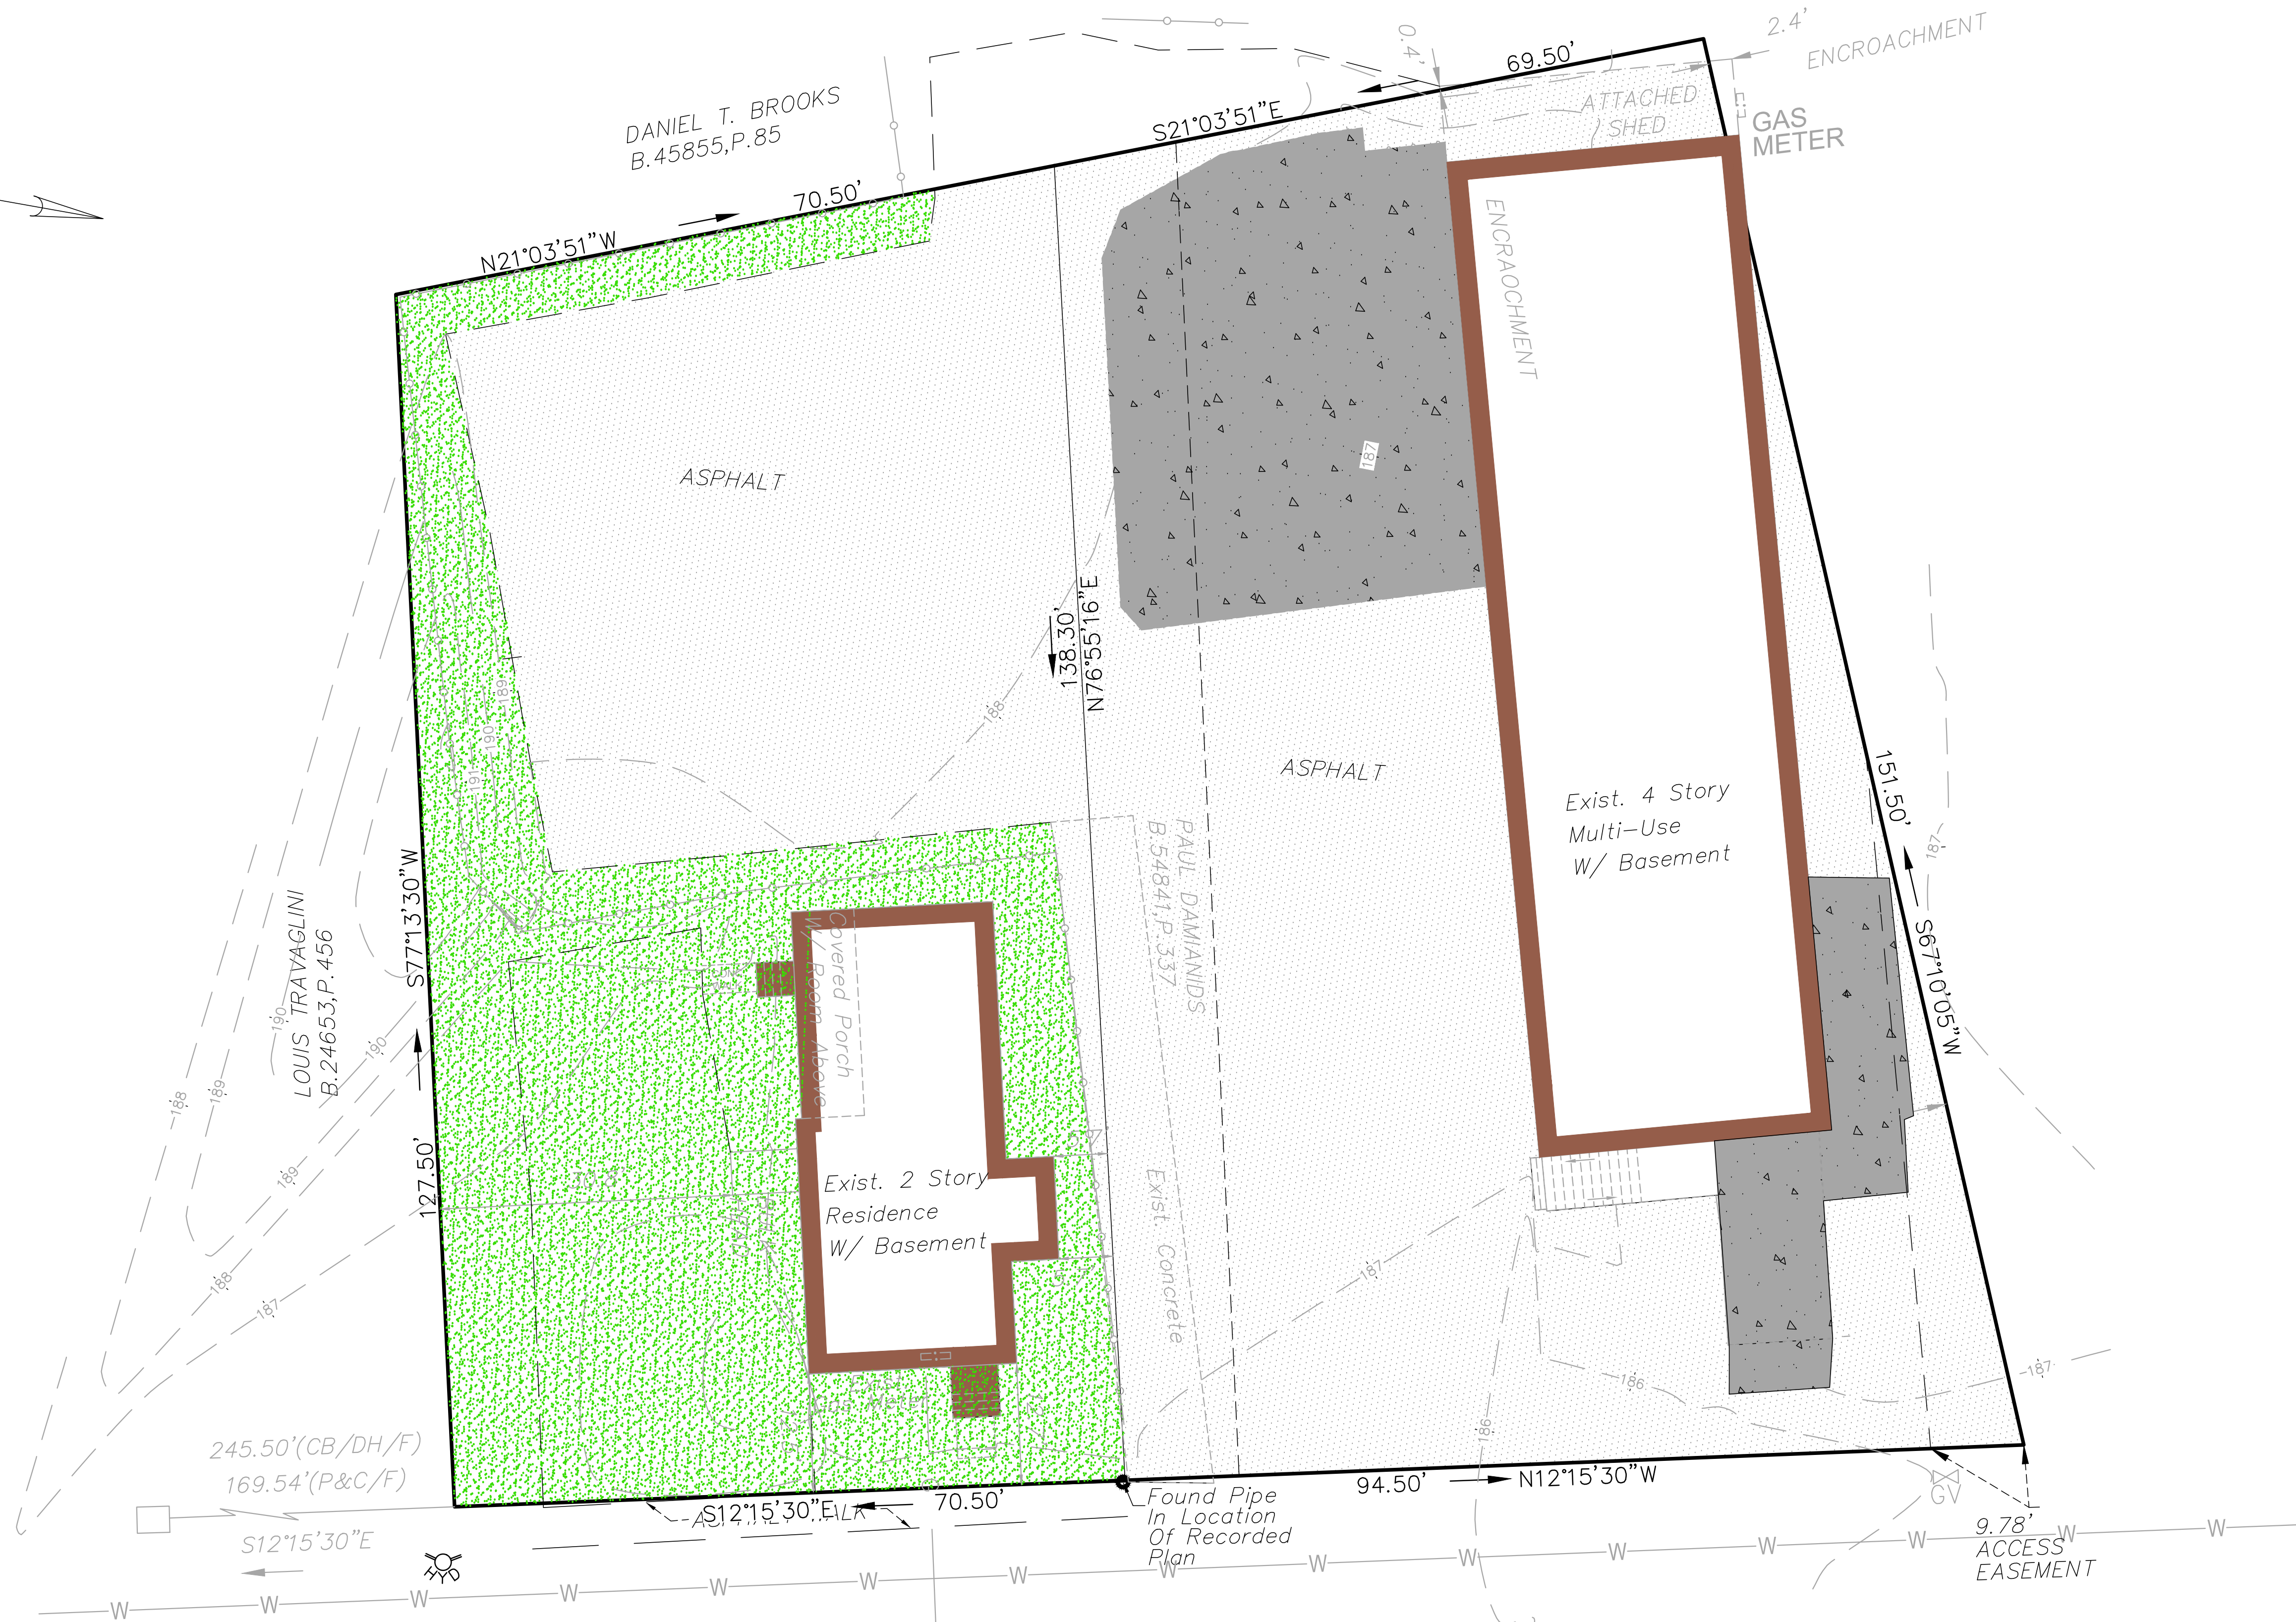 2.4'
ENCROACHMENT
0.4'
69.50'
DANIEL T. BROOKS
B.45855,P.85
S21°03'51"E
ATTACHED
SHED
GAS
METER
70.50'
N21°03'51"W
ENCRAOCHMENT
187
ASPHALT
138.30'
N76°55'16"E
189
188
190
191
ASPHALT
151.50'
Exist. 4 Story
Multi-Use
W/ Basement
187
PAUL DAMIANIDS
B.54841,P.337
S77°13'30"W
LOUIS TRAVAGLINI
B.24653,P.456
Covered Porch
W/ Room Above
S67°10'05"W
190
190
188
189
189
127.50'
Exist. 2 Story
Residence
W/ Basement
Exist Concrete
188
187
187
187
186
186
Gas Meter
245.50'(CB/DH/F)
169.54'(P&C/F)
S12°15'30"E
S12°15'30"E
70.50'
94.50'
N12°15'30"W
Found Pipe
In Location
Of Recorded
Plan
GV
9.78'
ACCESS
EASEMENT
HYD
W W W W W W W W W W W W W W W